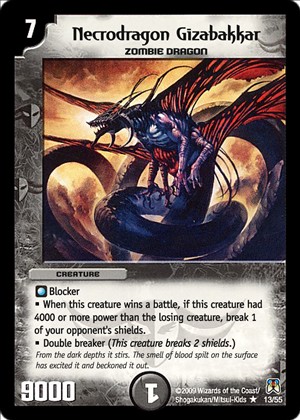 7
Necrodragon Gizabakkar
ZOMBIE DRAGON
CREATURE
Blocker
▪ When this creature wins a battle, if this creature had
4000 or more power than the losing creature, break 1
of your opponent's shields.
▪ Double breaker (This creature breaks 2 shields.)
From the dark depths it stirs. The smell of blood spilt on the surface
has excited it and beckoned it out.
9000
1
©2009 Wizards of the Coast/
Shogakukan/Mitsui-Kids ★ 13/55